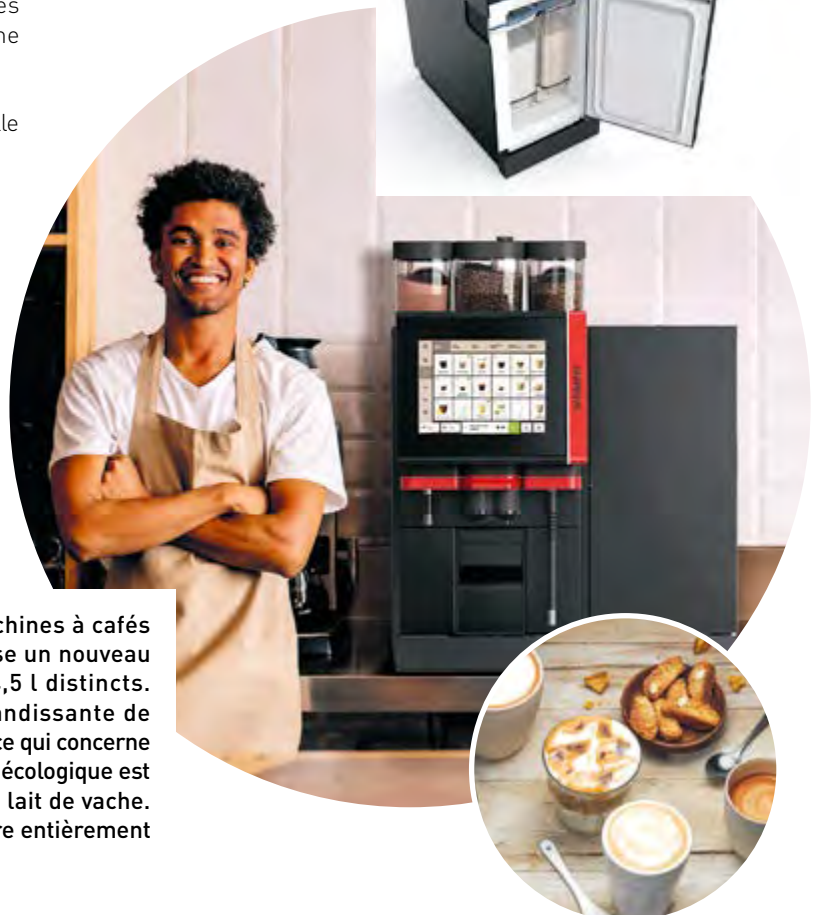 es
ne
le
chines à cafés
se un nouveau
,5 l distincts.
andissante de
ce qui concerne
écologique est
lait de vache.
re entièrement